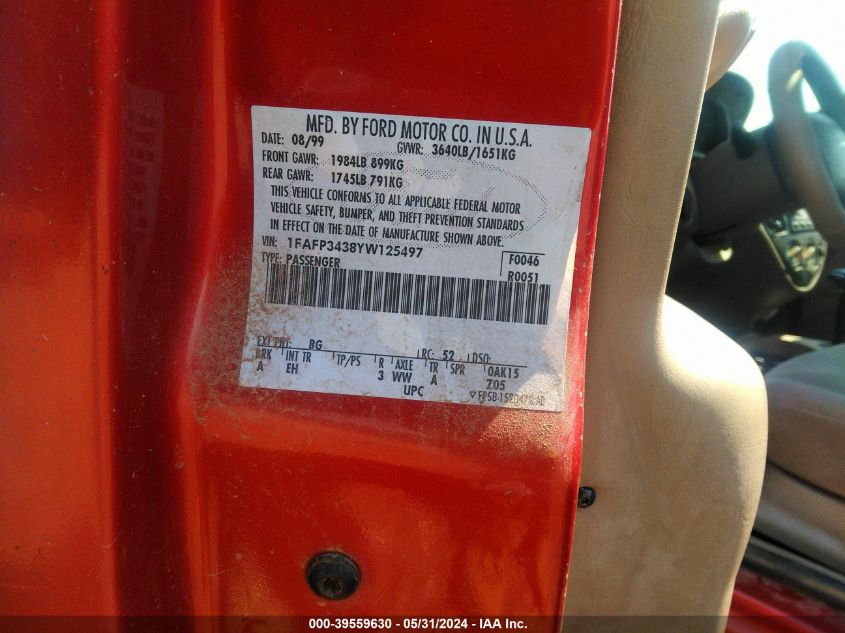 MFD. BY FORD MOTOR CO. IN U.S.A.
DATE: 08/99 GVWR: 3640LB/1651KG
FRONT GAWR: 1984LB 899KG
REAR GAWR: 1745LB 791KG
THIS VEHICLE CONFORMS TO ALL APPLICABLE FEDERAL MOTOR
VEHICLE SAFETY, BUMPER, AND THEFT PREVENTION STANDARDS
IN EFFECT ON THE DATE OF MANUFACTURE SHOWN ABOVE.
VIN: 1FAFP3438YW125497 F0046
TYPE: PASSENGER R0051
EXT PNT: BG RC: 52 DSO:
BRK INT TR TP/PS R AXLE TR SPR 0AK15
A EH 3 WW A Z05
UPC
000-39559630 - 05/31/2024 - IAA Inc.